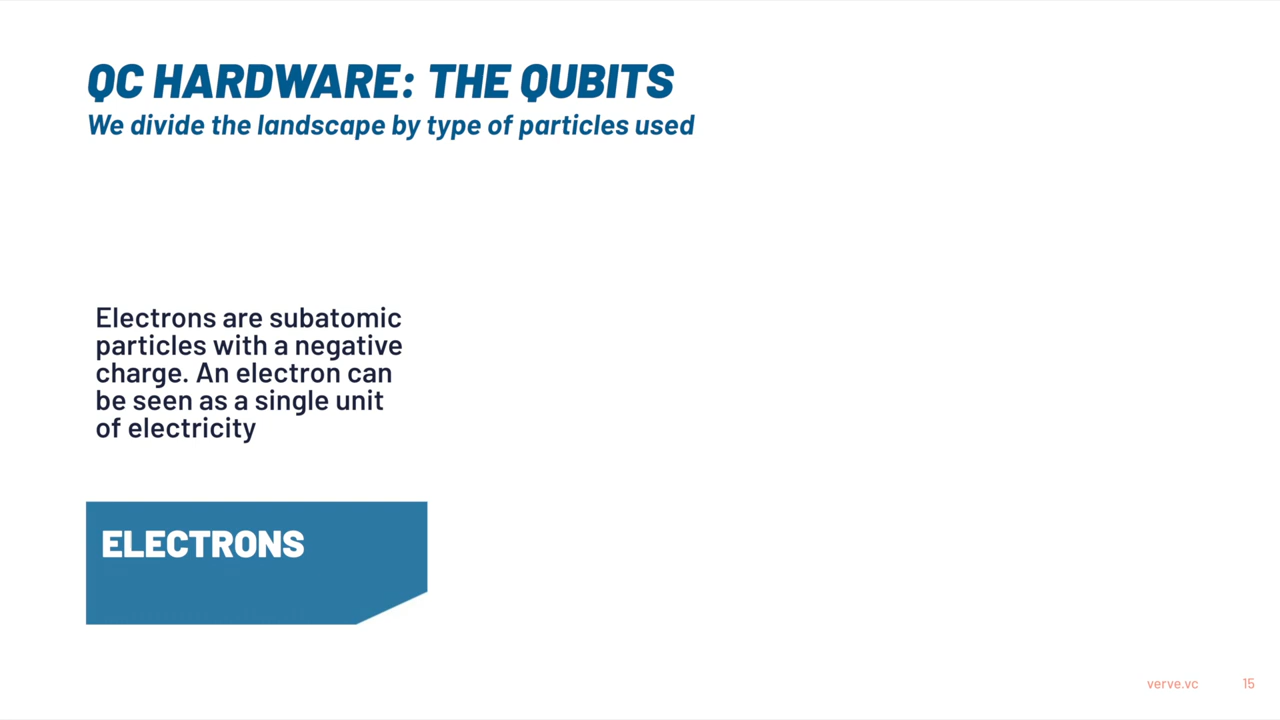 QC HARDWARE: THE QUBITS
We divide the landscape by type of particles used
Electrons are subatomic
particles with a negative
charge. An electron can
be seen as a single unit
of electricity
ELECTRONS
verve.vc 15